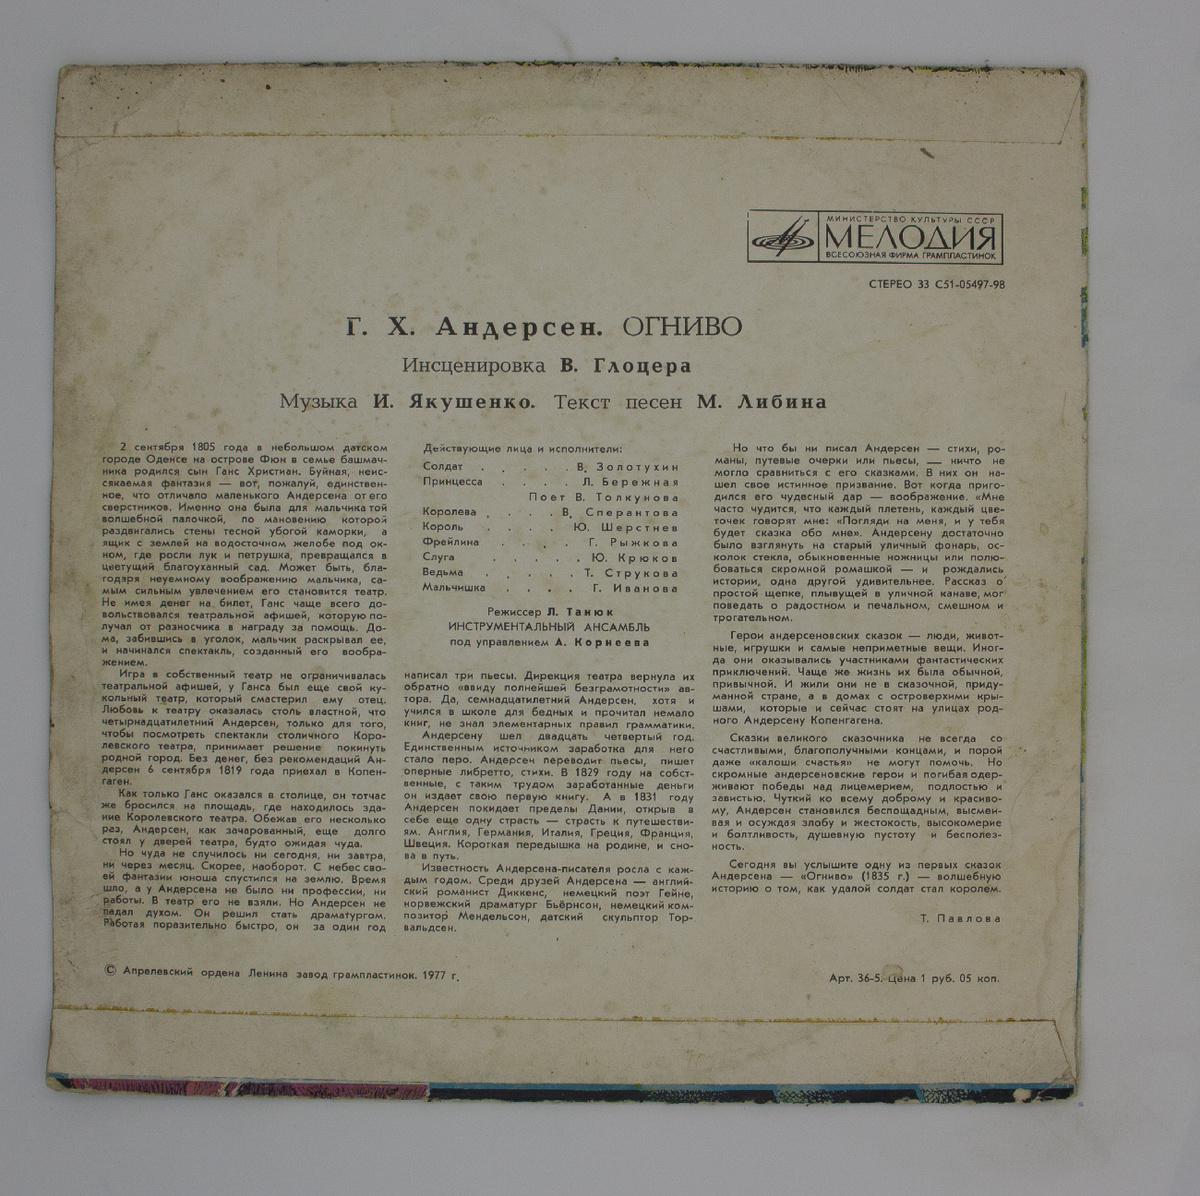 МИНИСТЕРСТВО КУЛЬТУРЫ СССР
МЕЛОДИЯ
ВСЕСОЮЗНАЯ ФИРМА ГРАМПЛАСТИНОК
СТЕРЕО 33 С51-05497-98
Г. Х. Андерсен. ОГНИВО
Инсценировка В. Глоцера
Музыка И. Якушенко. Текст песен М. Либина
2 сентября 1805 года в небольшом датском
городе Оденсе на острове Фюн в семье башмач-
ника родился сын Ганс Христиан. Буйная, неис-
сякаемая фантазия — вот, пожалуй, единствен-
ное, что отличало маленького Андерсена от его
сверстников. Именно она была для мальчика той
волшебной палочкой, по мановению которой
раздвигались стены тесной убогой каморки, а
ящик с землей на водосточном желобе под ок-
ном, где росли лук и петрушка, превращался в
цветущий благоуханный сад. Может быть, бла-
годаря неуемному воображению мальчика, са-
мым сильным увлечением его становится театр.
Не имея денег на билет, Ганс чаще всего до-
вольствовался театральной афишей, которую по-
лучал от разносчика в награду за помощь. До-
ма, забившись в уголок, мальчик раскрывал ее,
и начинался спектакль, созданный его вообра-
жением.
Игра в собственный театр не ограничивалась
театральной афишей, у Ганса был еще свой ку-
кольный театр, который смастерил ему отец.
Любовь к театру оказалась столь властной, что
четырнадцатилетний Андерсен, только для того,
чтобы посмотреть спектакли столичного Коро-
левского театра, принимает решение покинуть
родной город. Без денег, без рекомендаций Ан-
дерсен 6 сентября 1819 года приехал в Копен-
гаген.
Как только Ганс оказался в столице, он тотчас
же бросился на площадь, где находилось зда-
ние Королевского театра. Обежав его несколько
раз, Андерсен, как зачарованный, еще долго
стоял у дверей театра, будто ожидая чуда.
Но чуда не случилось ни сегодня, ни завтра,
ни через месяц. Скорее, наоборот. С небес сво-
ей фантазии юноша спустился на землю. Время
шло, а у Андерсена не было ни профессии, ни
работы. В театр его не взяли. Но Андерсен не
падал духом. Он решил стать драматургом.
Работая поразительно быстро, он за один год
Действующие лица и исполнители:
Солдат . . . . . В. Золотухин
Принцесса . . . . Л. Бережная
Поет В. Толкунова
Королева . . . . В. Сперантова
Король . . . . Ю. Шерстнев
Фрейлина . . . . Г. Рыжкова
Слуга . . . . Ю. Крюков
Ведьма . . . . . Т. Струкова
Мальчишка . . . . Г. Иванова
Режиссер Л. Танюк
ИНСТРУМЕНТАЛЬНЫЙ АНСАМБЛЬ
под управлением А. Корнеева
написал три пьесы. Дирекция театра вернула их
обратно «ввиду полнейшей безграмотности» ав-
тора. Да, семнадцатилетний Андерсен, хотя и
учился в школе для бедных и прочитал немало
книг, не знал элементарных правил грамматики.
Андерсену шел двадцать четвертый год.
Единственным источником заработка для него
стало перо. Андерсен переводит пьесы, пишет
оперные либретто, стихи. В 1829 году на собст-
венные, с таким трудом заработанные деньги
он издает свою первую книгу. А в 1831 году
Андерсен покидает пределы Дании, открыв в
себе еще одну страсть — страсть к путешестви-
ям. Англия, Германия, Италия, Греция, Франция,
Швеция. Короткая передышка на родине, и сно-
ва в путь.
Известность Андерсена-писателя росла с каж-
дым годом. Среди друзей Андерсена — англий-
ский романист Диккенс, немецкий поэт Гейне,
норвежский драматург Бьёрнсон, немецкий ком-
позитор Мендельсон, датский скульптор Тор-
вальдсен.
Но что бы ни писал Андерсен — стихи, ро-
маны, путевые очерки или пьесы, — ничто не
могло сравниться с его сказками. В них он на-
шел свое истинное призвание. Вот когда приго-
дился его чудесный дар — воображение. «Мне
часто чудится, что каждый плетень, каждый цве-
точек говорят мне: «Погляди на меня, и у тебя
будет сказка обо мне». Андерсену достаточно
было взглянуть на старый уличный фонарь, ос-
колок стекла, обыкновенные ножницы или полю-
боваться скромной ромашкой — и рождались
истории, одна другой удивительнее. Рассказ о
простой щепке, плывущей в уличной канаве, мог
поведать о радостном и печальном, смешном и
трогательном.
Герои андерсеновских сказок — люди, живот-
ные, игрушки и самые неприметные вещи. Иног-
да они оказывались участниками фантастических
приключений. Чаще же жизнь их была обычной,
привычной. И жили они не в сказочной, приду-
манной стране, а в домах с островерхими кры-
шами, которые и сейчас стоят на улицах род-
ного Андерсену Копенгагена.
Сказки великого сказочника не всегда со
счастливыми, благополучными концами, и порой
даже «калоши счастья» не могут помочь. Но
скромные андерсеновские герои и погибая одер-
живают победы над лицемерием, подлостью и
завистью. Чуткий ко всему доброму и красиво-
му, Андерсен становился беспощадным, высмеи-
вая и осуждая злобу и жестокость, высокомерие
и болтливость, душевную пустоту и бесполез-
ность.
Сегодня вы услышите одну из первых сказок
Андерсена — «Огниво» (1835 г.) — волшебную
историю о том, как удалой солдат стал королем.
Т. Павлова
© Апрелевский ордена Ленина завод грампластинок. 1977 г.
Арт. 36-5. Цена 1 руб. 05 коп.